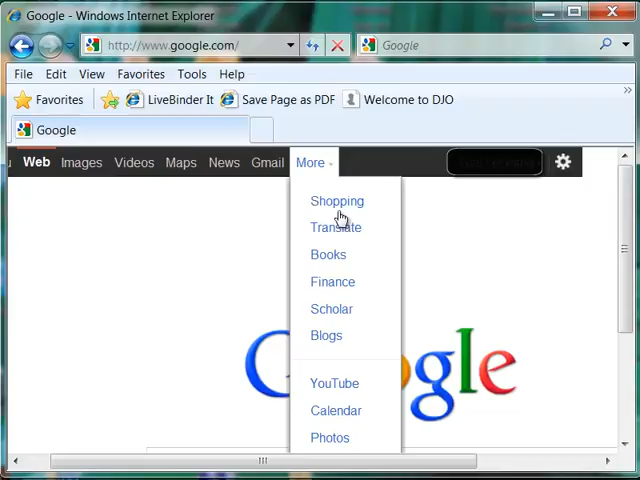 Google - Windows Internet Explorer
http://www.google.com/
Google
File Edit View Favorites Tools Help
Favorites LiveBinder It Save Page as PDF Welcome to DJO
Google
Web Images Videos Maps News Gmail More
Shopping
Translate
Books
Finance
Scholar
Blogs
YouTube
Calendar
Photos